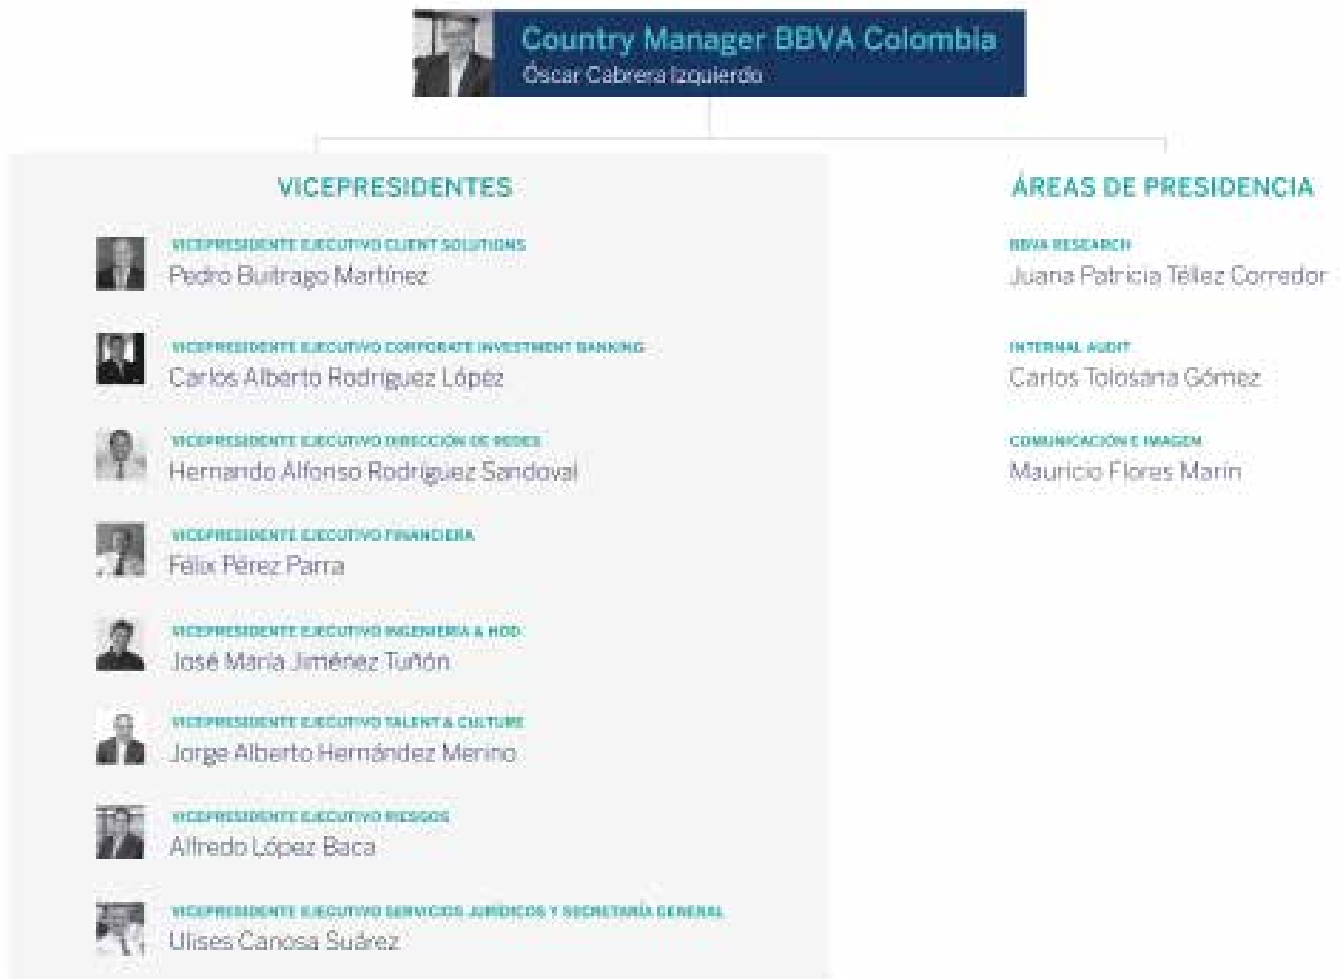 Country Manager BBVA Colombia
Óscar Cabrera Izquierdo
VICEPRESIDENTES
VICEPRESIDENTE EJECUTIVO CLIENT SOLUTIONS
Pedro Buitrago Martínez
VICEPRESIDENTE EJECUTIVO CORPORATE INVESTMENT BANKING
Carlos Alberto Rodríguez López
VICEPRESIDENTE EJECUTIVO DIRECCIÓN DE REDES
Hernando Alfonso Rodríguez Sandoval
VICEPRESIDENTE EJECUTIVO FINANCIERA
Félix Pérez Parra
VICEPRESIDENTE EJECUTIVO INGENIERÍA & HOD
José María Jiménez Tuñón
VICEPRESIDENTE EJECUTIVO TALENT & CULTURE
Jorge Alberto Hernández Merino
VICEPRESIDENTE EJECUTIVO RIESGOS
Alfredo López Baca
VICEPRESIDENTE EJECUTIVO SERVICIOS JURÍDICOS Y SECRETARÍA GENERAL
Ulises Canosa Suárez
ÁREAS DE PRESIDENCIA
BBVA RESEARCH
Juana Patricia Téllez Corredor
INTERNAL AUDIT
Carlos Tolosana Gómez
COMUNICACIÓN E IMAGEN
Mauricio Flores Marín